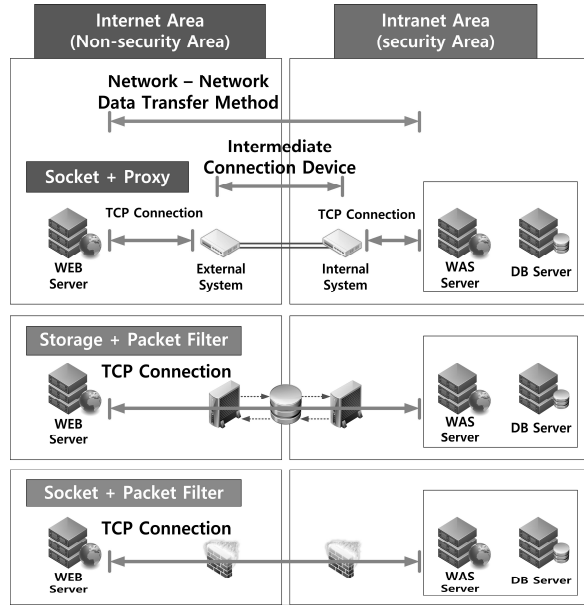 Internet Area
(Non-security Area)
Intranet Area
(security Area)
Network – Network
Data Transfer Method
Intermediate
Connection Device
Socket + Proxy
TCP Connection
TCP Connection
WEB
Server
External
System
Internal
System
WAS
Server
DB Server
Storage + Packet Filter
TCP Connection
WEB
Server
WAS
Server
DB Server
Socket + Packet Filter
TCP Connection
WEB
Server
WAS
Server
DB Server